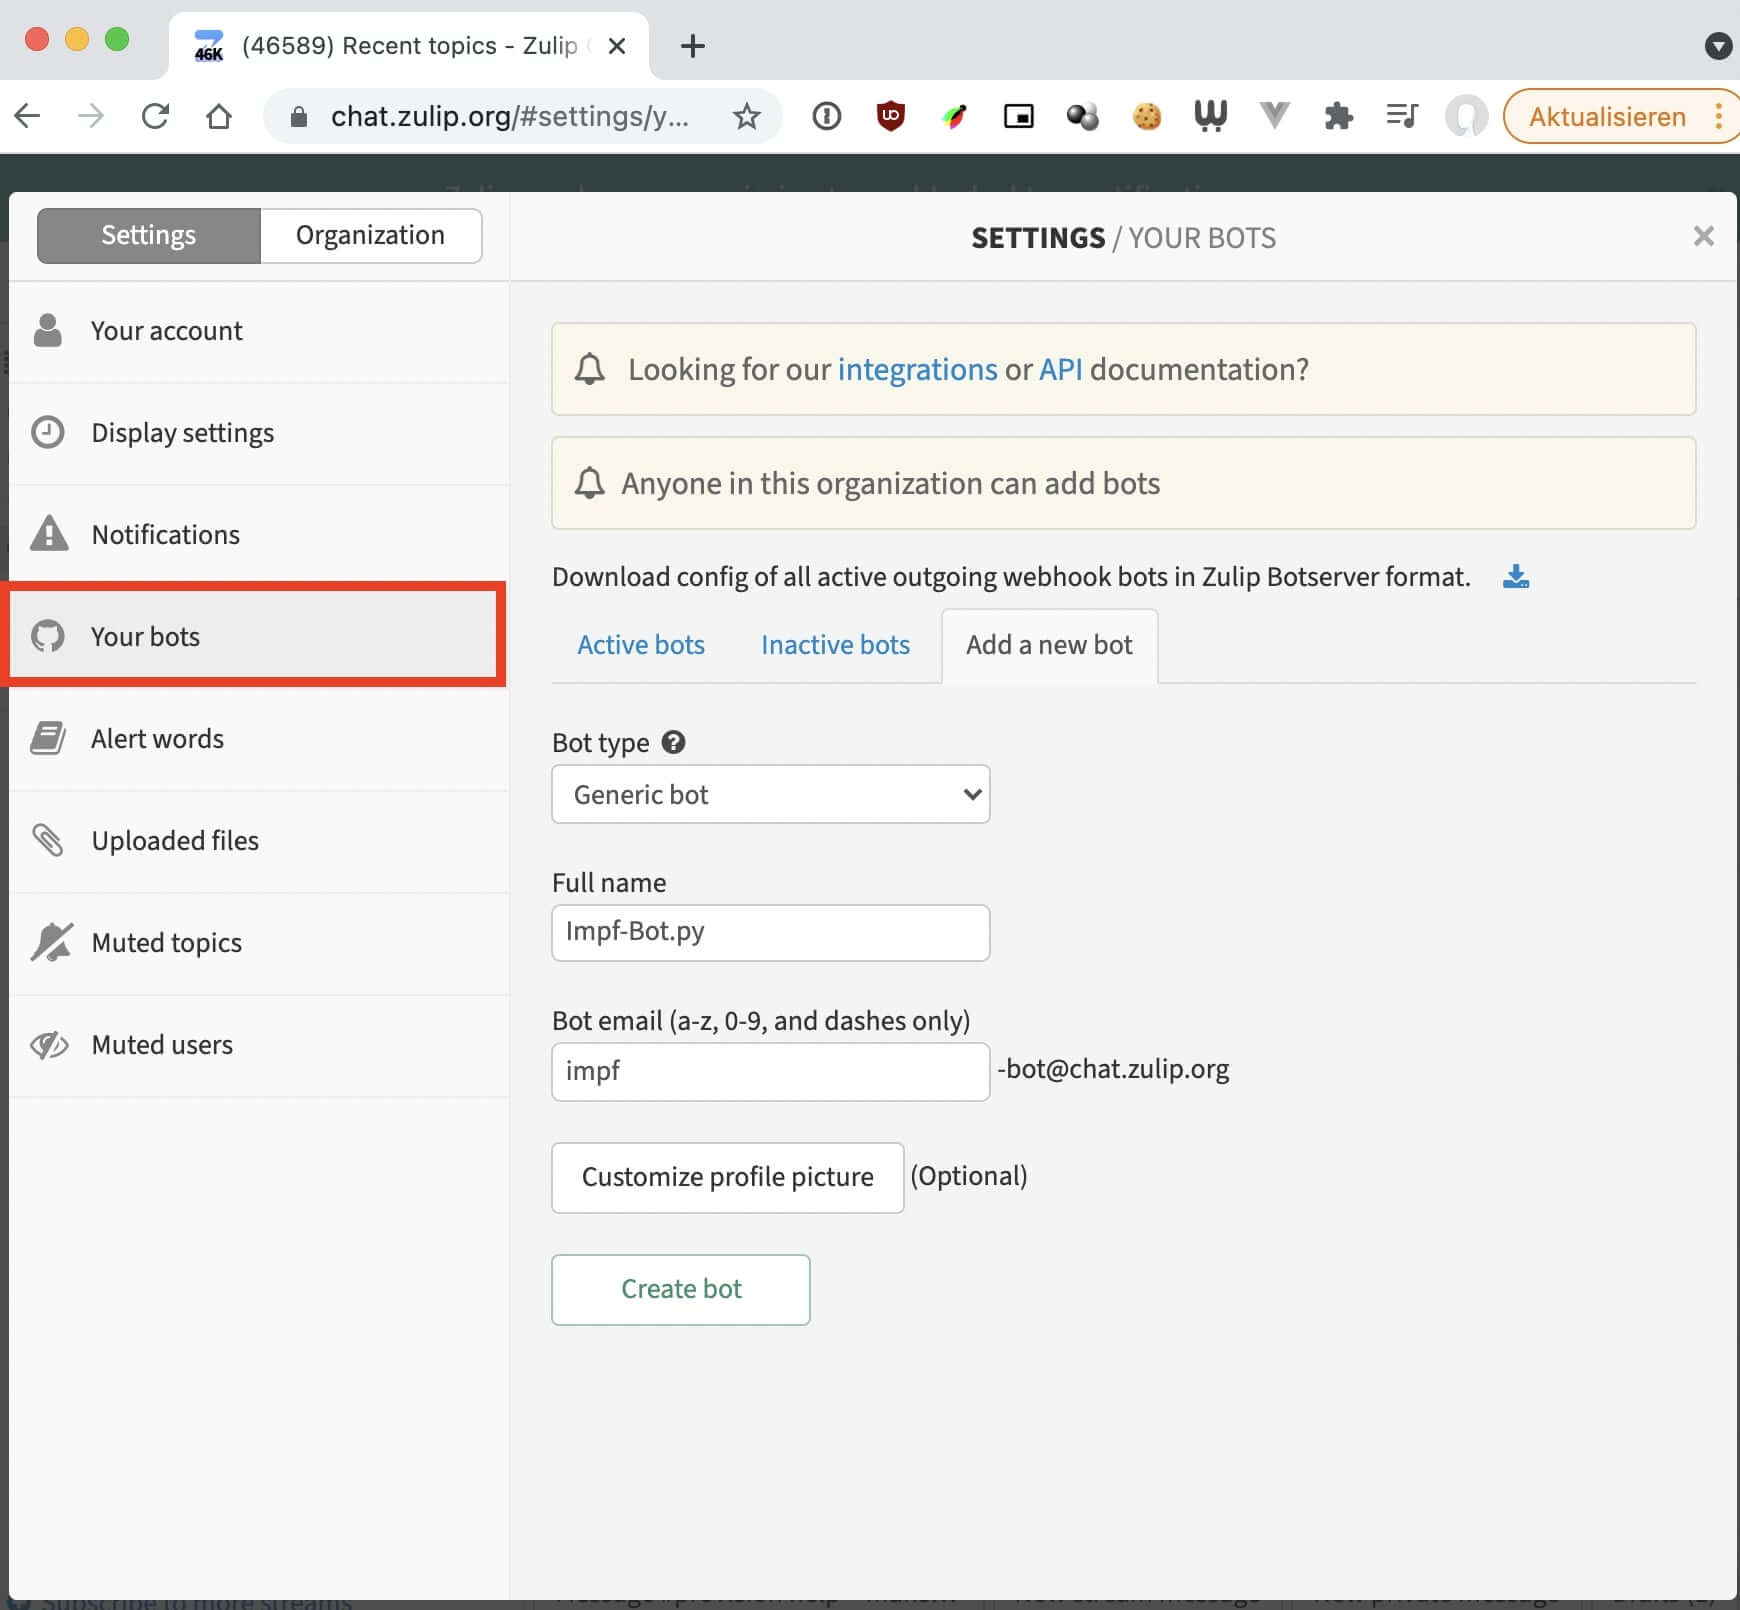 46K (46589) Recent topics - Zulip
chat.zulip.org/#settings/y...
Aktualisieren
Settings
Organization
SETTINGS / YOUR BOTS
Your account
Display settings
Notifications
Your bots
Alert words
Uploaded files
Muted topics
Muted users
Looking for our integrations or API documentation?
Anyone in this organization can add bots
Download config of all active outgoing webhook bots in Zulip Botserver format.
Active bots
Inactive bots
Add a new bot
Bot type
Generic bot
Full name
Impf-Bot.py
Bot email (a-z, 0-9, and dashes only)
impf
-bot@chat.zulip.org
Customize profile picture
(Optional)
Create bot
Subscribe to more streams